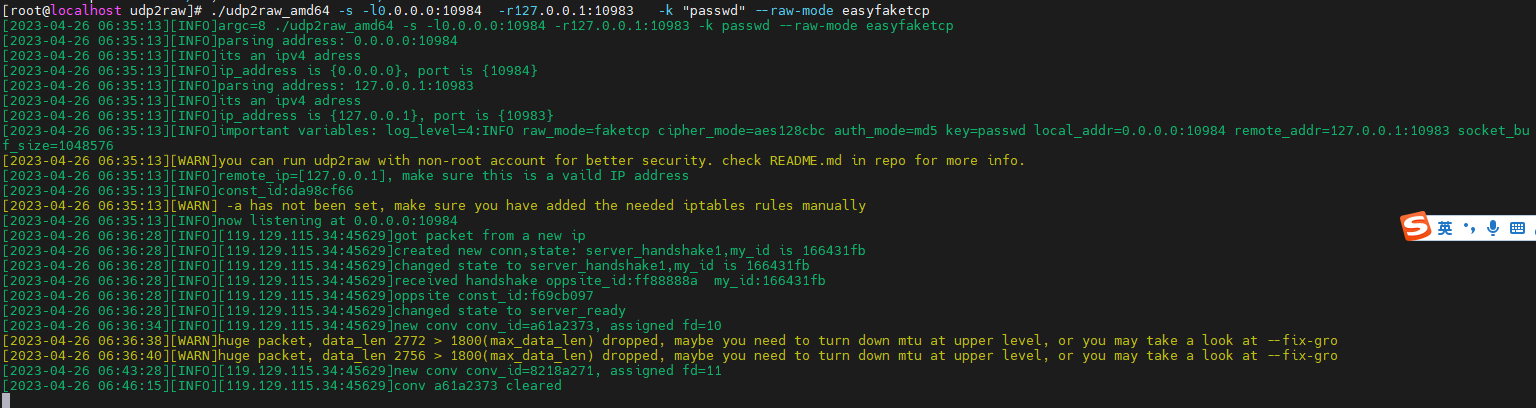 [root@localhost udp2raw]# ./udp2raw_amd64 -s -l0.0.0.0:10984  -r127.0.0.1:10983   -k "passwd" --raw-mode easyfaketcp
[2023-04-26 06:35:13][INFO]argc=8 ./udp2raw_amd64 -s -l0.0.0.0:10984 -r127.0.0.1:10983 -k passwd --raw-mode easyfaketcp
[2023-04-26 06:35:13][INFO]parsing address: 0.0.0.0:10984
[2023-04-26 06:35:13][INFO]its an ipv4 adress
[2023-04-26 06:35:13][INFO]ip_address is {0.0.0.0}, port is {10984}
[2023-04-26 06:35:13][INFO]parsing address: 127.0.0.1:10983
[2023-04-26 06:35:13][INFO]its an ipv4 adress
[2023-04-26 06:35:13][INFO]ip_address is {127.0.0.1}, port is {10983}
[2023-04-26 06:35:13][INFO]important variables: log_level=4:INFO raw_mode=faketcp cipher_mode=aes128cbc auth_mode=md5 key=passwd local_addr=0.0.0.0:10984 remote_addr=127.0.0.1:10983 socket_bu
f_size=1048576
[2023-04-26 06:35:13][WARN]you can run udp2raw with non-root account for better security. check README.md in repo for more info.
[2023-04-26 06:35:13][INFO]remote_ip=[127.0.0.1], make sure this is a vaild IP address
[2023-04-26 06:35:13][INFO]const_id:da98cf66
[2023-04-26 06:35:13][WARN] -a has not been set, make sure you have added the needed iptables rules manually
[2023-04-26 06:35:13][INFO]now listening at 0.0.0.0:10984
[2023-04-26 06:36:28][INFO][119.129.115.34:45629]got packet from a new ip
[2023-04-26 06:36:28][INFO][119.129.115.34:45629]created new conn,state: server_handshake1,my_id is 166431fb
[2023-04-26 06:36:28][INFO][119.129.115.34:45629]changed state to server_handshake1,my_id is 166431fb
[2023-04-26 06:36:28][INFO][119.129.115.34:45629]received handshake oppsite_id:ff88888a  my_id:166431fb
[2023-04-26 06:36:28][INFO][119.129.115.34:45629]oppsite const_id:f69cb097
[2023-04-26 06:36:28][INFO][119.129.115.34:45629]changed state to server_ready
[2023-04-26 06:36:34][INFO][119.129.115.34:45629]new conv conv_id=a61a2373, assigned fd=10
[2023-04-26 06:36:38][WARN]huge packet, data_len 2772 > 1800(max_data_len) dropped, maybe you need to turn down mtu at upper level, or you may take a look at --fix-gro
[2023-04-26 06:36:40][WARN]huge packet, data_len 2756 > 1800(max_data_len) dropped, maybe you need to turn down mtu at upper level, or you may take a look at --fix-gro
[2023-04-26 06:43:28][INFO][119.129.115.34:45629]new conv conv_id=8218a271, assigned fd=11
[2023-04-26 06:46:15][INFO][119.129.115.34:45629]conv a61a2373 cleared
英